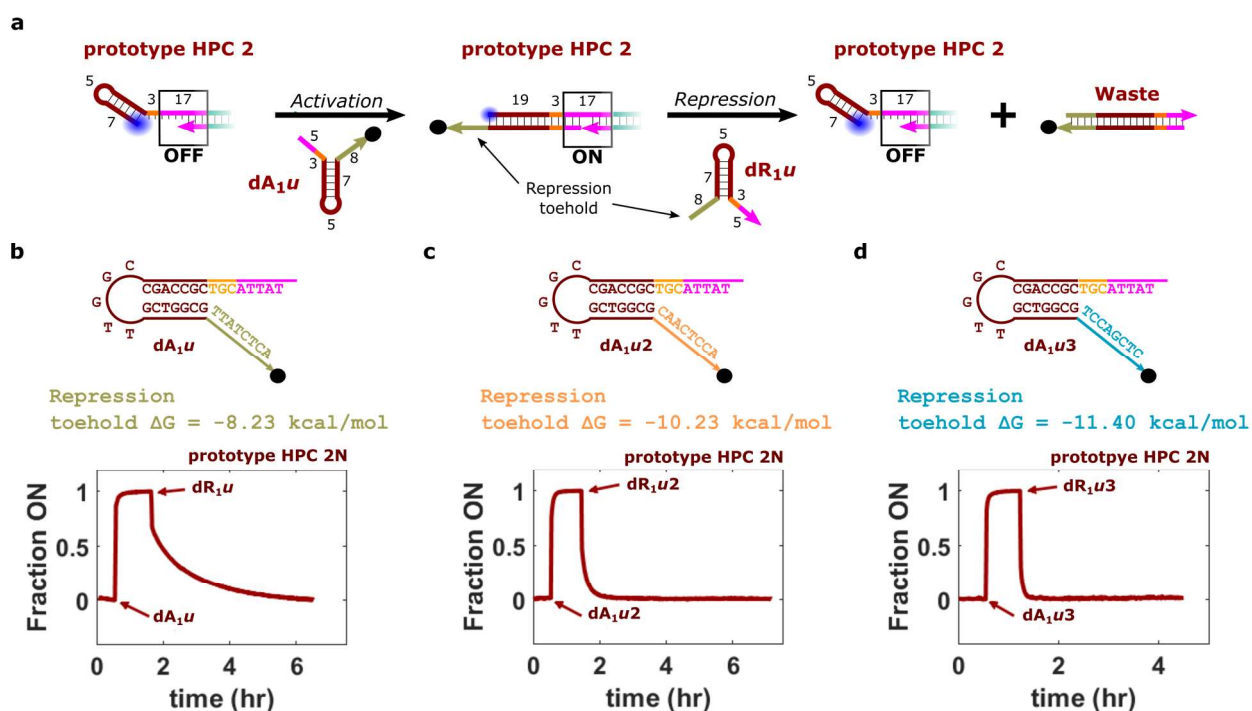 a
prototype HPC 2
prototype HPC 2
prototype HPC 2
5
3
17
7
OFF
Activation
5
8
3
7
5
dA₁u
19
3
17
ON
Repression toehold
Repression
5
7
8
3
5
dR₁u
5
3
17
7
OFF
+
Waste
b
C
G
G
T
T
CGACCGCTGCATTAT
GCTGGCG
TTATCTCA
dA₁u
Repression
toehold ΔG = -8.23 kcal/mol
prototype HPC 2N
dR₁u
dA₁u
Fraction ON
1
0.5
0
0
2
4
6
time (hr)
c
C
G
G
T
T
CGACCGCTGCATTAT
GCTGGCG
CAACTCCA
dA₁u2
Repression
toehold ΔG = -10.23 kcal/mol
prototype HPC 2N
dR₁u2
dA₁u2
Fraction ON
1
0.5
0
0
2
4
6
time (hr)
d
C
G
G
T
T
CGACCGCTGCATTAT
GCTGGCG
TCCAGCTC
dA₁u3
Repression
toehold ΔG = -11.40 kcal/mol
prototpye HPC 2N
dR₁u3
dA₁u3
Fraction ON
1
0.5
0
0
2
4
time (hr)